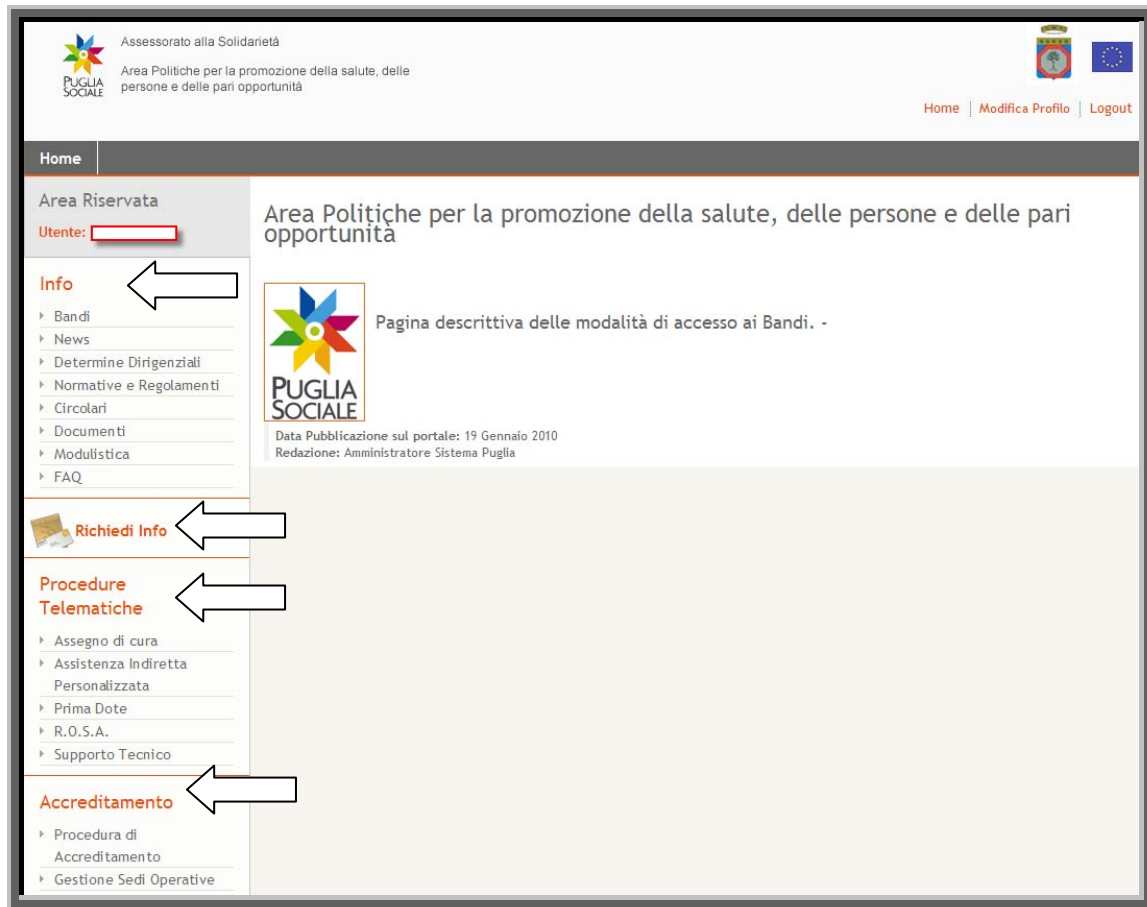 Assessorato alla Solidarietà
Area Politiche per la promozione della salute, delle
persone e delle pari opportunità
PUGLIA
SOCIALE
Home | Modifica Profilo | Logout
Home
Area Riservata
Utente:
Info
Bandi
News
Determine Dirigenziali
Normative e Regolamenti
Circolari
Documenti
Modulistica
FAQ
Richiedi Info
Procedure
Telematiche
Assegno di cura
Assistenza Indiretta
Personalizzata
Prima Dote
R.O.S.A.
Supporto Tecnico
Accreditamento
Procedura di
Accreditamento
Gestione Sedi Operative
Area Politiche per la promozione della salute, delle persone e delle pari
opportunità
PUGLIA
SOCIALE
Pagina descrittiva delle modalità di accesso ai Bandi. -
Data Pubblicazione sul portale: 19 Gennaio 2010
Redazione: Amministratore Sistema Puglia